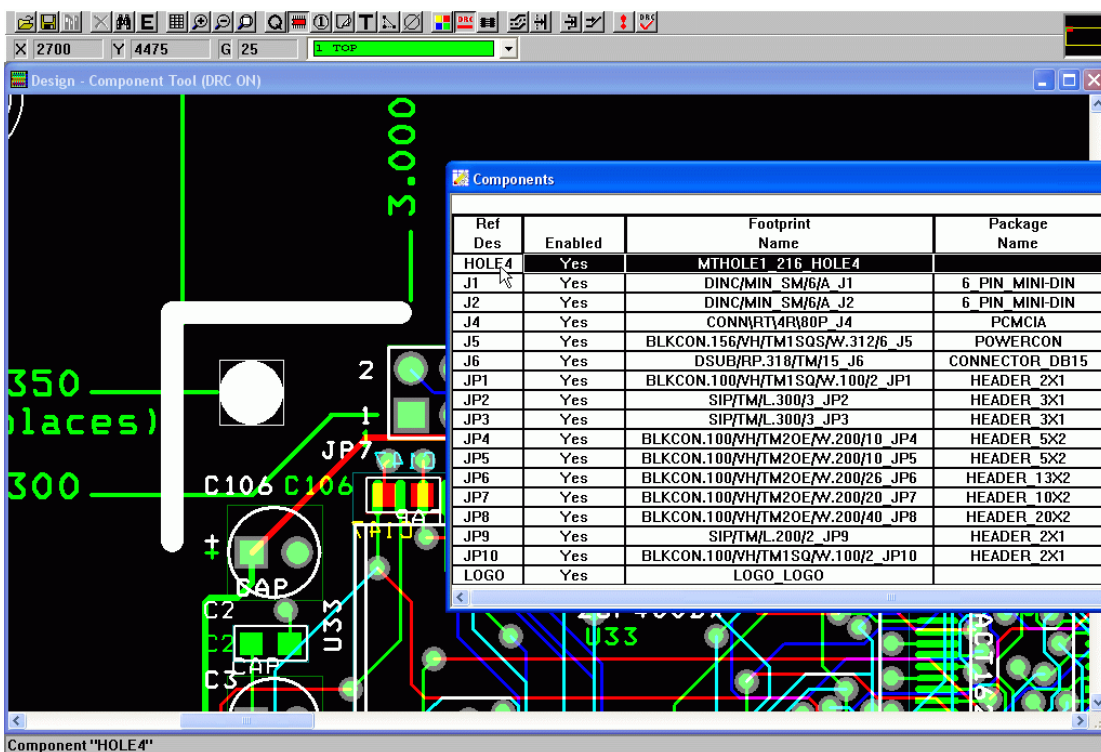 X 2700 Y 4475 G 25 1 TOP
Design - Component Tool (DRC ON)
3.000
Components
Ref Des Enabled Footprint Name Package Name
HOLE4 Yes MTHOLE1_216_HOLE4
J1 Yes DINC/MIN_SM/6/A_J1 6_PIN_MINI-DIN
J2 Yes DINC/MIN_SM/6/A_J2 6_PIN_MINI-DIN
J4 Yes CONN\RT\4R\80P_J4 PCMCIA
J5 Yes BLKCON.156/VH/TM1SQS/W.312/6_J5 POWERCON
J6 Yes DSUB/RP.318/TM/15_J6 CONNECTOR_DB15
JP1 Yes BLKCON.100/VH/TM1SQ/W.100/2_JP1 HEADER_2X1
JP2 Yes SIP/TM/L.300/3_JP2 HEADER_3X1
JP3 Yes SIP/TM/L.300/3_JP3 HEADER_3X1
JP4 Yes BLKCON.100/VH/TM2OE/W.200/10_JP4 HEADER_5X2
JP5 Yes BLKCON.100/VH/TM2OE/W.200/10_JP5 HEADER_5X2
JP6 Yes BLKCON.100/VH/TM2OE/W.200/26_JP6 HEADER_13X2
JP7 Yes BLKCON.100/VH/TM2OE/W.200/20_JP7 HEADER_10X2
JP8 Yes BLKCON.100/VH/TM2OE/W.200/40_JP8 HEADER_20X2
JP9 Yes SIP/TM/L.200/2_JP9 HEADER_2X1
JP10 Yes BLKCON.100/VH/TM1SQ/W.100/2_JP10 HEADER_2X1
LOGO Yes LOGO_LOGO
350
laces)
300
2
1
JP7
C106 C106
+
CAP
C2
C2
CAP
C3
U33
U33
Component "HOLE4"